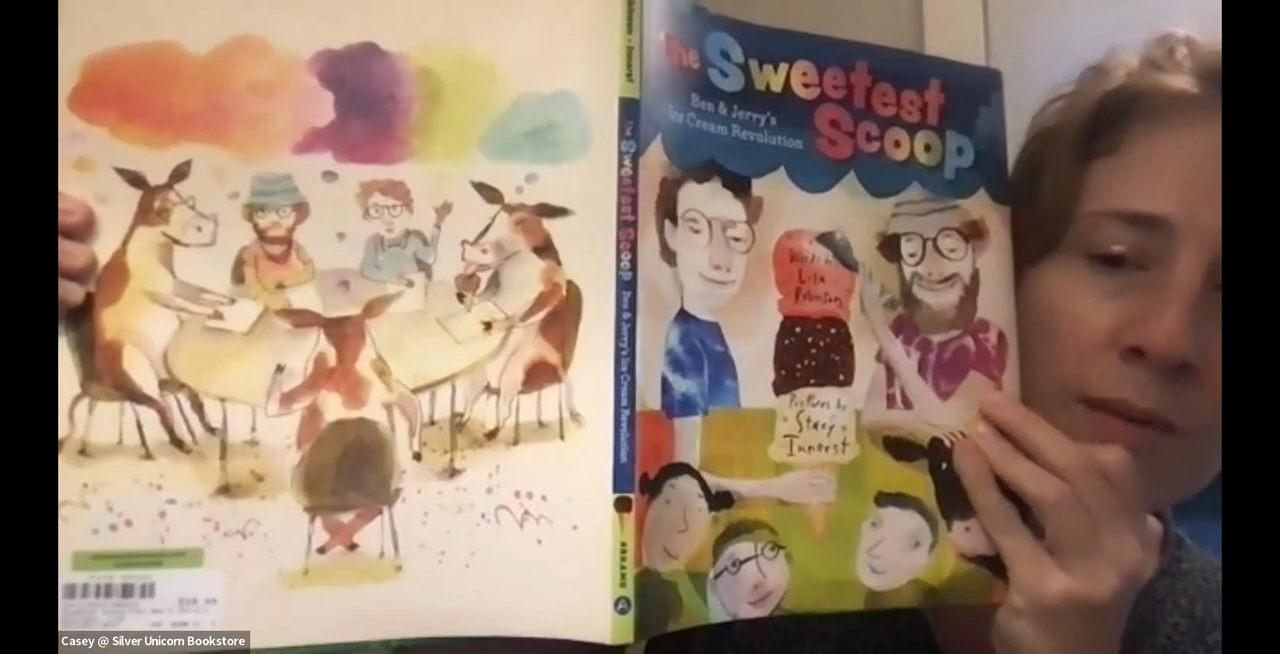 The Sweetest Scoop Ben & Jerry's Ice Cream Revolution
ABRAMS
The
Sweetest
Ben & Jerry's
Ice Cream Revolution
Scoop
Words by
Lisa
Robinson
Pictures by
Stacy
Innerst
Casey @ Silver Unicorn Bookstore